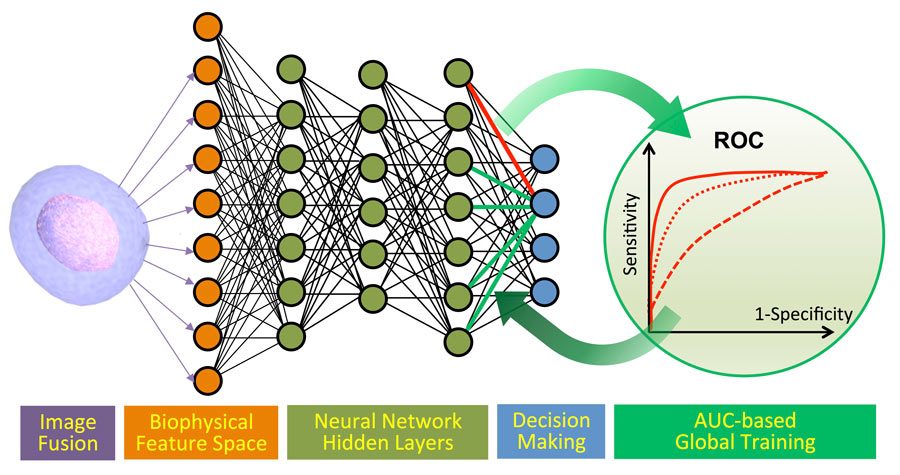 ROC
Sensitivity
1-Specificity
Image
Fusion
Biophysical
Feature Space
Neural Network
Hidden Layers
Decision
Making
AUC-based
Global Training